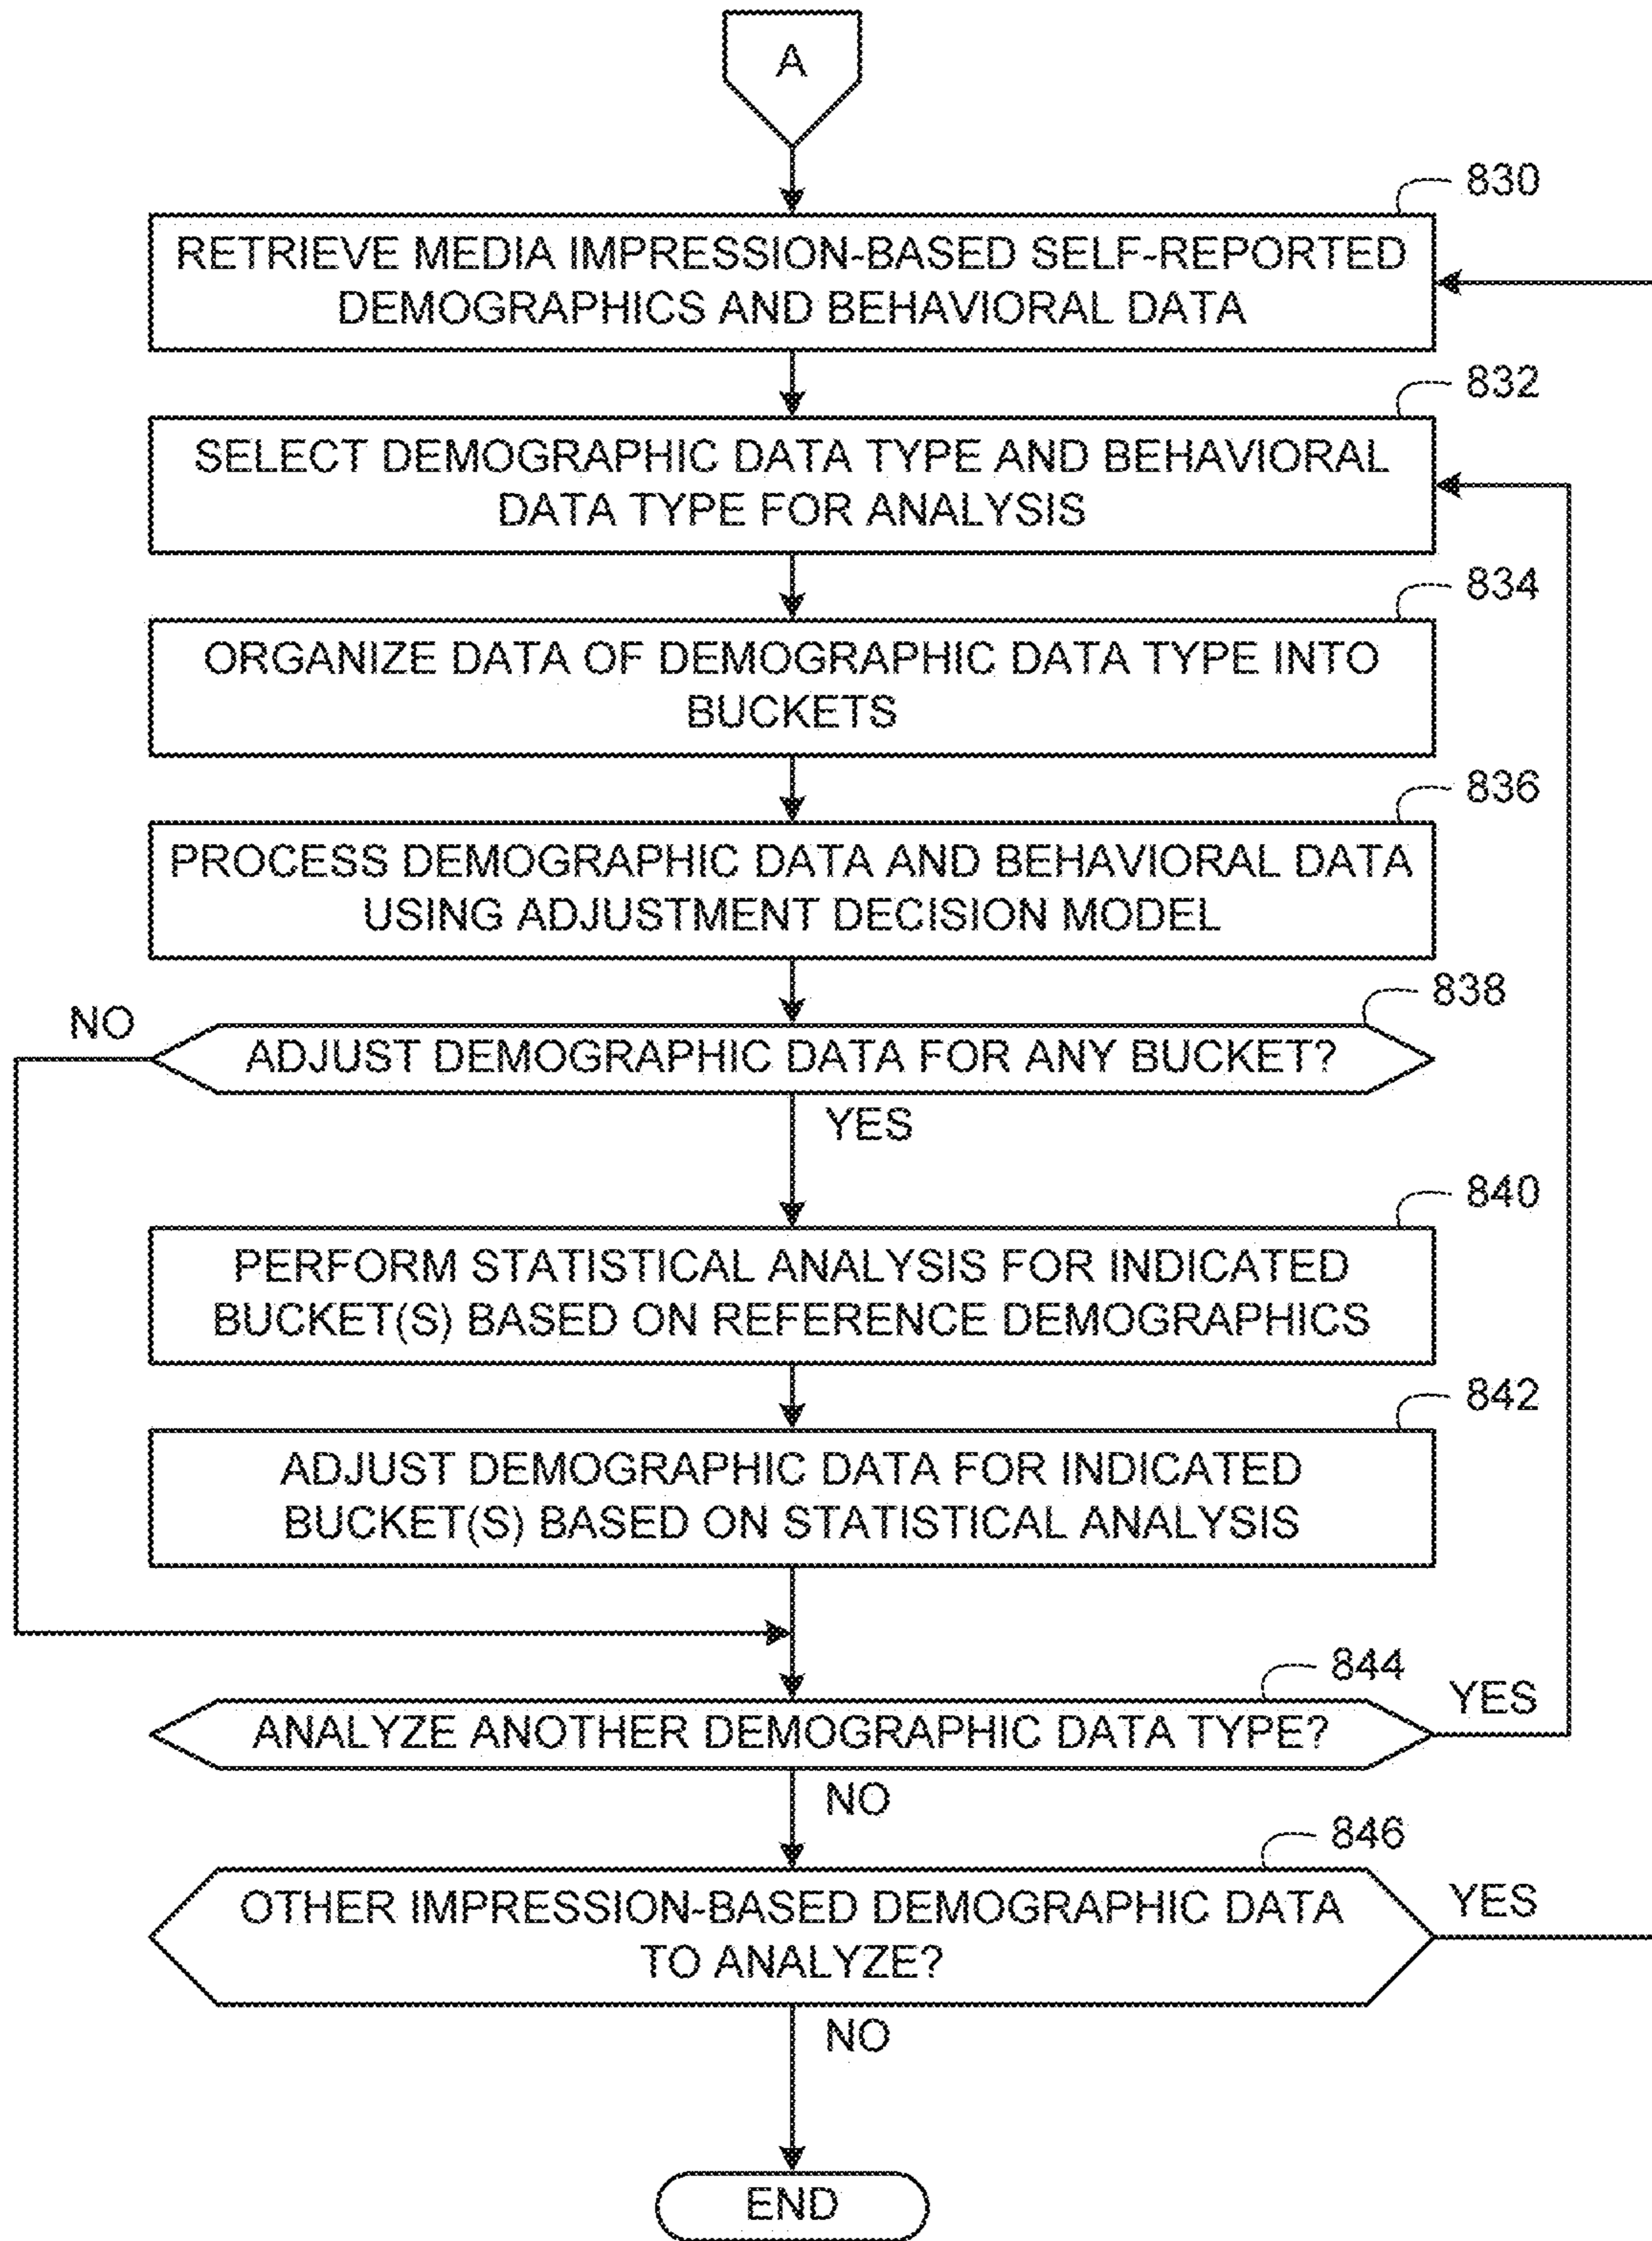 A
830
RETRIEVE MEDIA IMPRESSION-BASED SELF-REPORTED
DEMOGRAPHICS AND BEHAVIORAL DATA
832
SELECT DEMOGRAPHIC DATA TYPE AND BEHAVIORAL
DATA TYPE FOR ANALYSIS
834
ORGANIZE DATA OF DEMOGRAPHIC DATA TYPE INTO
BUCKETS
836
PROCESS DEMOGRAPHIC DATA AND BEHAVIORAL DATA
USING ADJUSTMENT DECISION MODEL
838
NO
ADJUST DEMOGRAPHIC DATA FOR ANY BUCKET?
YES
840
PERFORM STATISTICAL ANALYSIS FOR INDICATED
BUCKET(S) BASED ON REFERENCE DEMOGRAPHICS
842
ADJUST DEMOGRAPHIC DATA FOR INDICATED
BUCKET(S) BASED ON STATISTICAL ANALYSIS
844
YES
ANALYZE ANOTHER DEMOGRAPHIC DATA TYPE?
NO
846
YES
OTHER IMPRESSION-BASED DEMOGRAPHIC DATA
TO ANALYZE?
NO
END